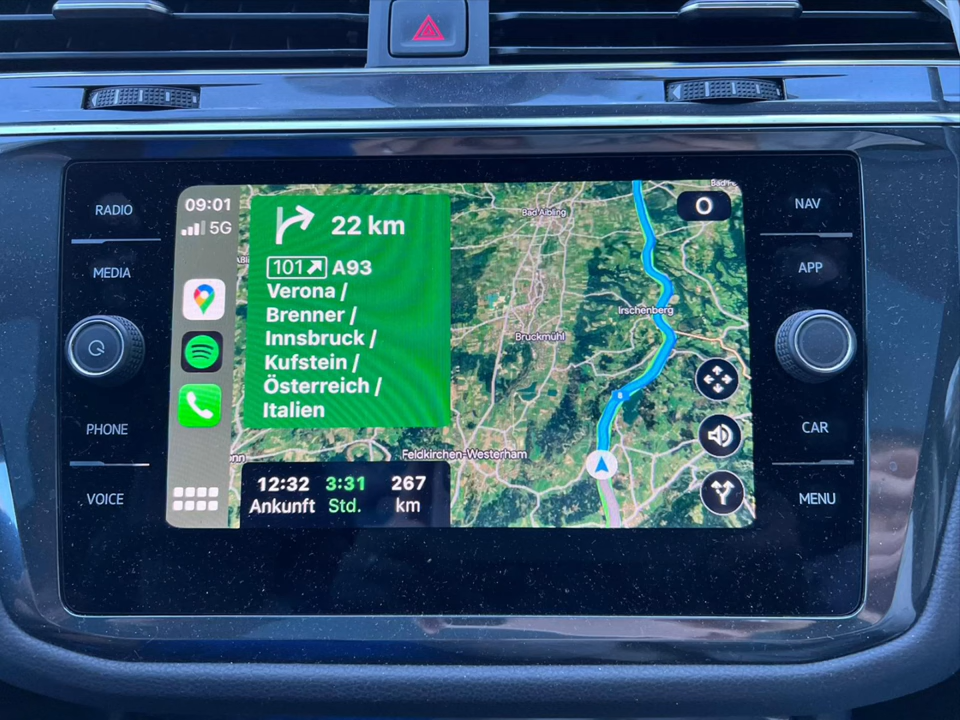 RADIO
MEDIA
PHONE
VOICE
09:01
5G
22 km
101 A93
Verona /
Brenner /
Innsbruck /
Kufstein /
Österreich /
Italien
12:32 3:31 267
Ankunft Std. km
Bad Aibling
O
Irschenberg
Bruckmühl
Feldkirchen-Westerham
NAV
APP
CAR
MENU